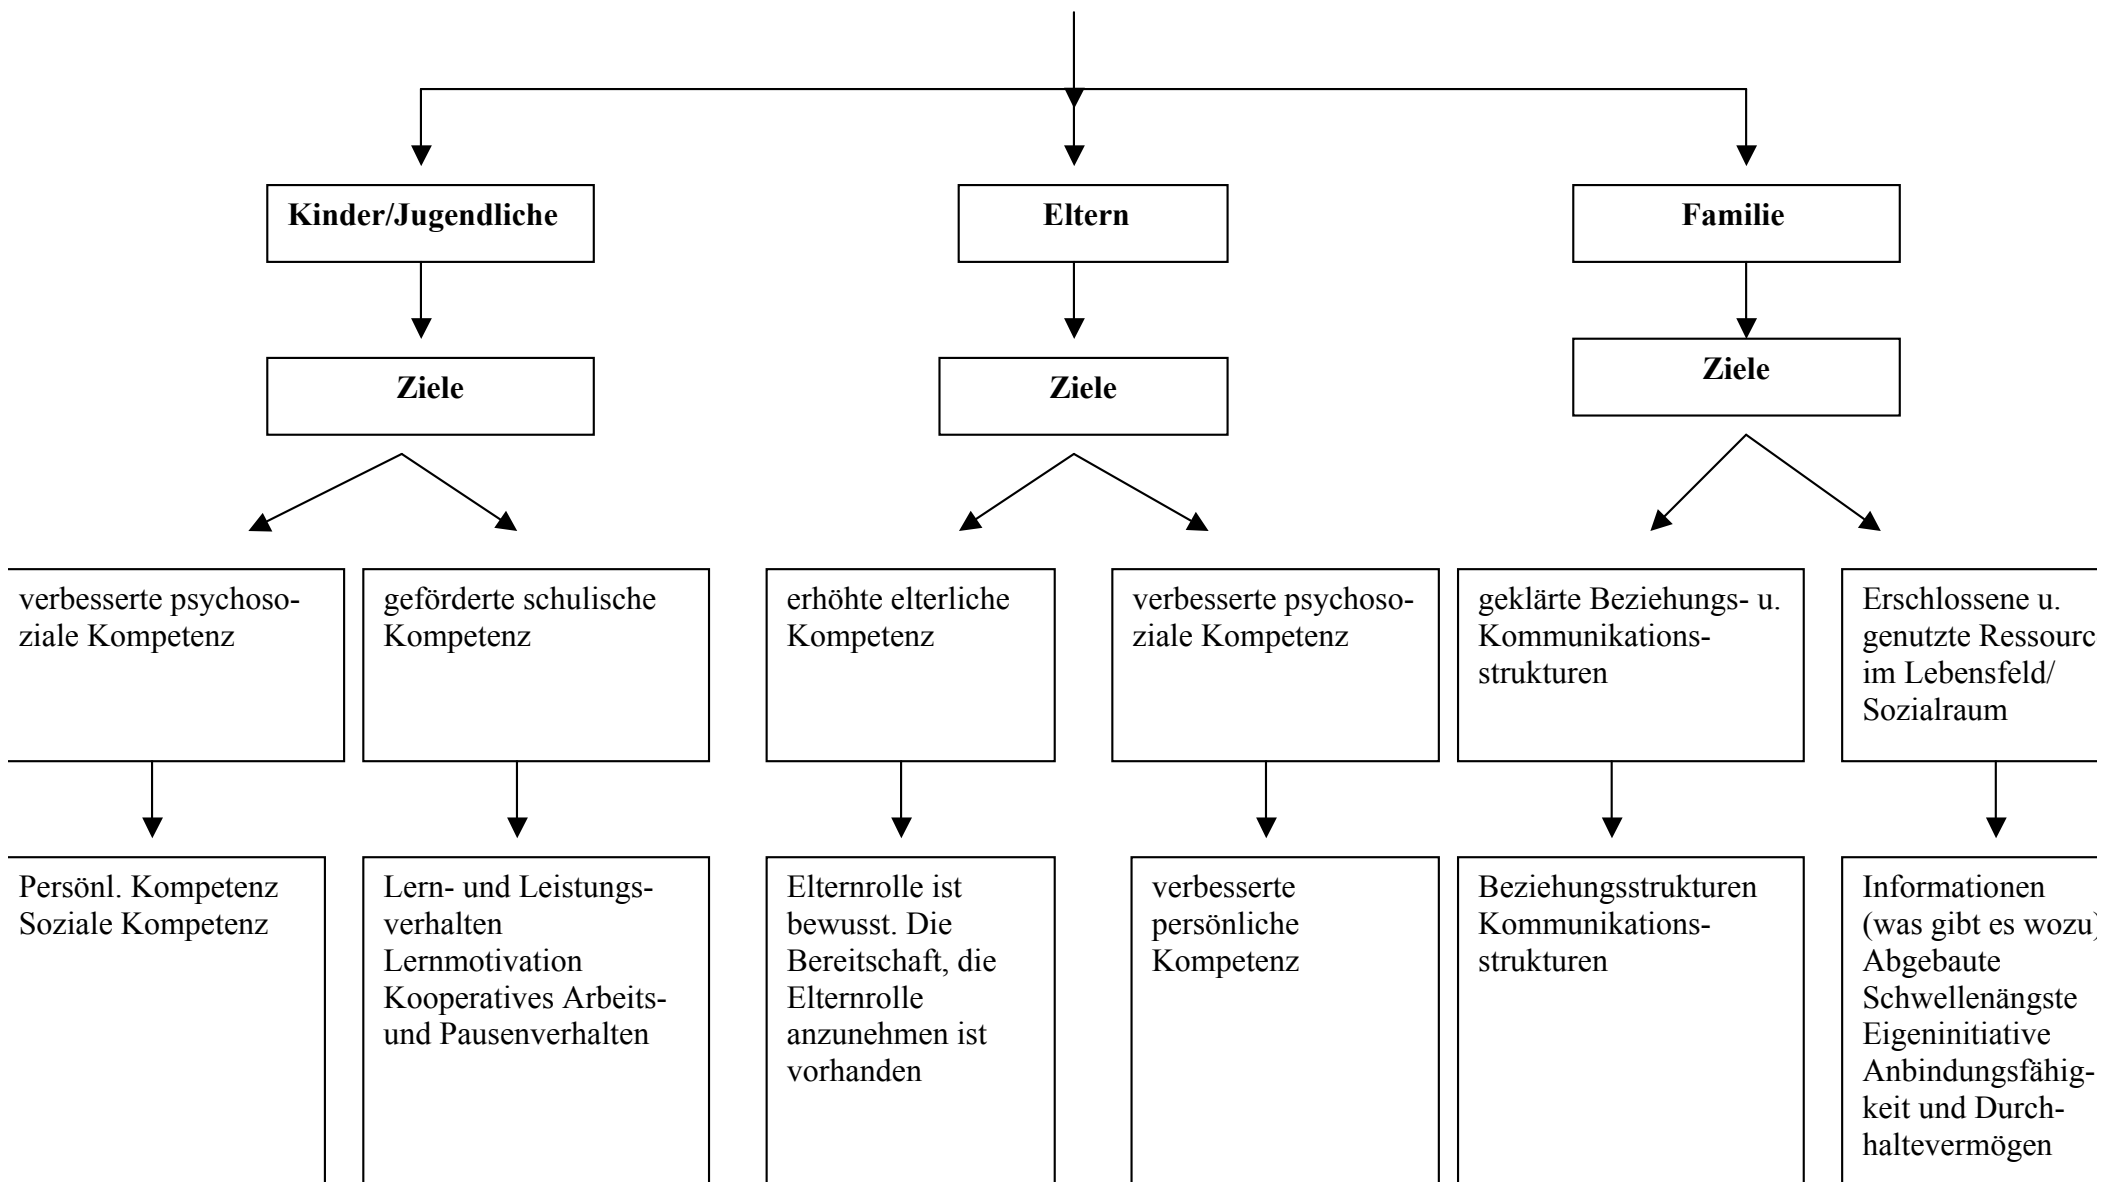 Kinder/Jugendliche
Eltern
Familie
Ziele
Ziele
Ziele
verbesserte psychoso-
ziale Kompetenz
geförderte schulische
Kompetenz
erhöhte elterliche
Kompetenz
verbesserte psychoso-
ziale Kompetenz
geklärte Beziehungs- u.
Kommunikations-
strukturen
Erschlossene u.
genutzte Ressourc
im Lebensfeld/
Sozialraum
Persönl. Kompetenz
Soziale Kompetenz
Lern- und Leistungs-
verhalten
Lernmotivation
Kooperatives Arbeits-
und Pausenverhalten
Elternrolle ist
bewusst. Die
Bereitschaft, die
Elternrolle
anzunehmen ist
vorhanden
verbesserte
persönliche
Kompetenz
Beziehungsstrukturen
Kommunikations-
strukturen
Informationen
(was gibt es wozu)
Abgebaute
Schwellenängste
Eigeninitiative
Anbindungsfähig-
keit und Durch-
haltevermögen